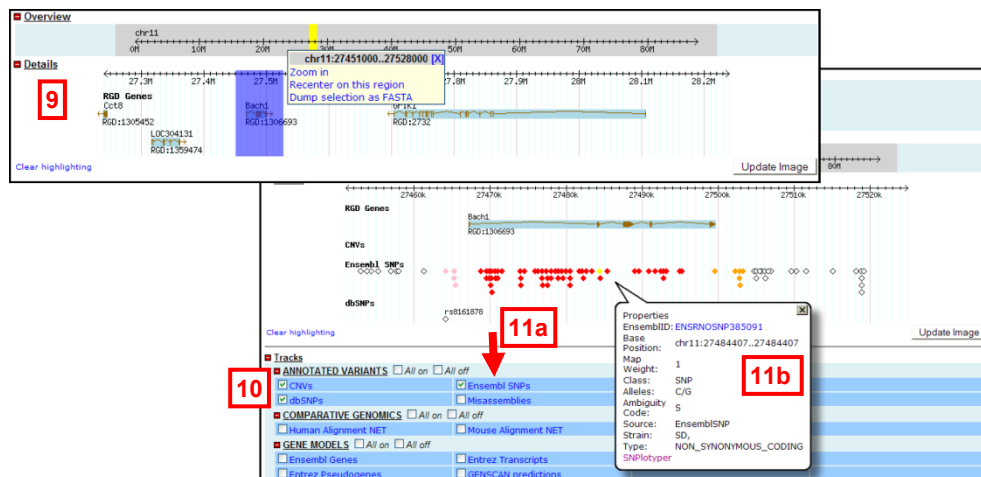 Overview
chr11
0M 10M 20M 30M 40M 50M 60M 70M 80M
chr11:27451000..27528000 [X]
Zoom in
Recenter on this region
Dump selection as FASTA
Details
9
27.3M 27.4M 27.5M 27.8M 27.9M 28M 28.1M 28.2M
RGD Genes
Cct8
RGD:1305452
LOC304131
RGD:1359474
Bach1
RGD:1306693
RGD:2732
Clear highlighting
Update Image
80M
27460k 27470k 27480k 27490k 27500k 27510k 27520k
RGD Genes
Bach1
RGD:1306693
CNVs
Ensembl SNPs
dbSNPs
rs8161878
Clear highlighting
Update Image
11a
Properties
EnsemblID: ENSRNOSNP385091
Base Position: chr11:27484407..27484407
Map Weight: 1
Class: SNP
Alleles: C/G
Ambiguity Code: S
Source: EnsemblSNP
Strain: SD,
Type: NON_SYNONYMOUS_CODING
SNPlotyper
11b
10
Tracks
ANNOTATED VARIANTS All on All off
CNVs Ensembl SNPs
dbSNPs Misassemblies
COMPARATIVE GENOMICS All on All off
Human Alignment NET Mouse Alignment NET
GENE MODELS All on All off
Ensembl Genes Entrez Transcripts
Entrez Pseudogenes GENSCAN predictions